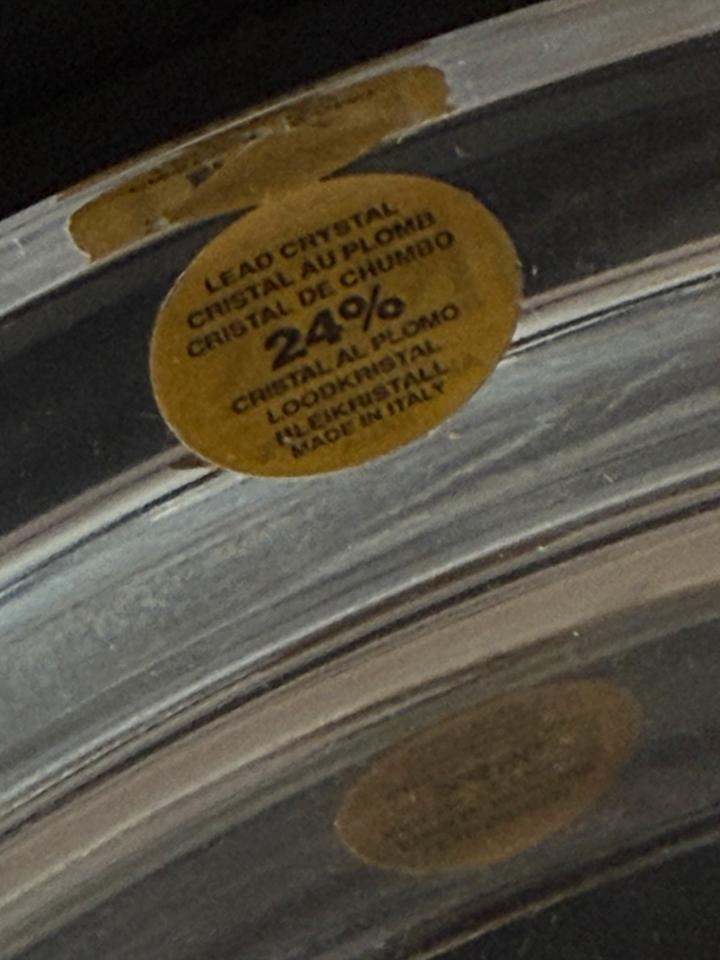 LEAD CRYSTAL
CRISTAL AU PLOMB
CRISTAL DE CHUMBO
24%
CRISTAL AL PLOMO
LOODKRISTAL
BLEIKRISTALL
MADE IN ITALY